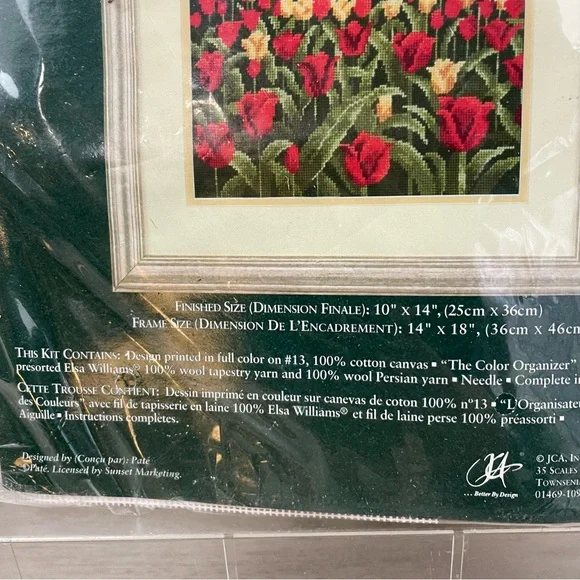 FINISHED SIZE (DIMENSION FINALE): 10" X 14", (25cm x 36cm)
FRAME SIZE (DIMENSION DE L'ENCADREMENT): 14" X 18", (36cm x 46cm
THIS KIT CONTAINS: Design printed in full color on #13, 100% cotton canvas ▪ "The Color Organizer"
presorted Elsa Williams® 100% wool tapestry yarn and 100% wool Persian yarn ▪ Needle ▪ Complete in
CETTE TROUSSE CONTIENT: Dessin imprimé en couleur sur canevas de coton 100% nº13 ▪ "L'Organisate
des Couleurs" avec fil de tapisserie en laine 100% Elsa Williams® et fil de laine perse 100% préassorti ▪
Aiguille ▪ Instructions complètes.
Designed by (Conçu par): Paté
©Paté. Licensed by Sunset Marketing.
JCA
...Better By Design
© JCA, IN
35 SCALES
TOWNSEN
01469-105